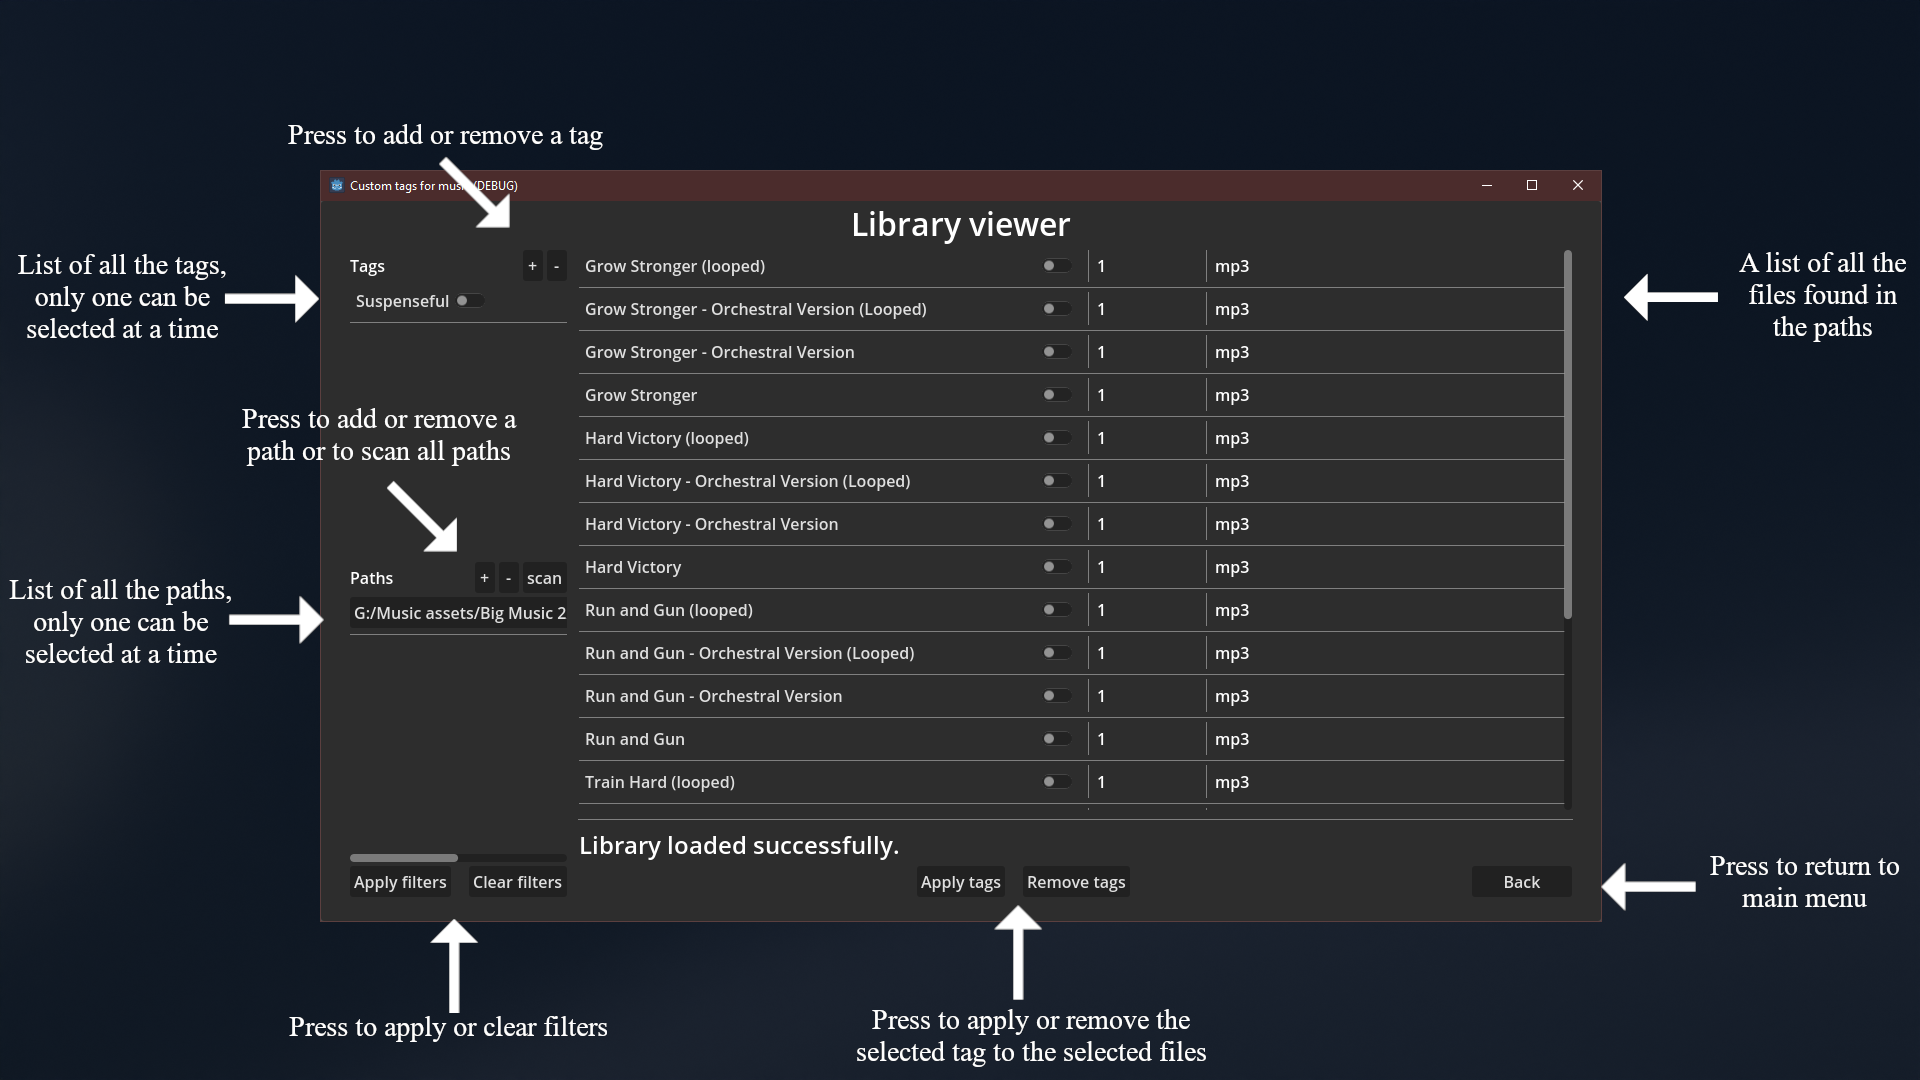 Press to add or remove a tag
Custom tags for music (DEBUG)
Library viewer
List of all the tags,
only one can be
selected at a time
Tags
+ -
Suspenseful
Press to add or remove a
path or to scan all paths
Paths
+ - scan
G:/Music assets/Big Music 2
List of all the paths,
only one can be
selected at a time
Grow Stronger (looped) 1 mp3
Grow Stronger - Orchestral Version (Looped) 1 mp3
Grow Stronger - Orchestral Version 1 mp3
Grow Stronger 1 mp3
Hard Victory (looped) 1 mp3
Hard Victory - Orchestral Version (Looped) 1 mp3
Hard Victory - Orchestral Version 1 mp3
Hard Victory 1 mp3
Run and Gun (looped) 1 mp3
Run and Gun - Orchestral Version (Looped) 1 mp3
Run and Gun - Orchestral Version 1 mp3
Run and Gun 1 mp3
Train Hard (looped) 1 mp3
A list of all the
files found in
the paths
Library loaded successfully.
Apply filters Clear filters
Apply tags Remove tags
Back
Press to return to
main menu
Press to apply or clear filters
Press to apply or remove the
selected tag to the selected files